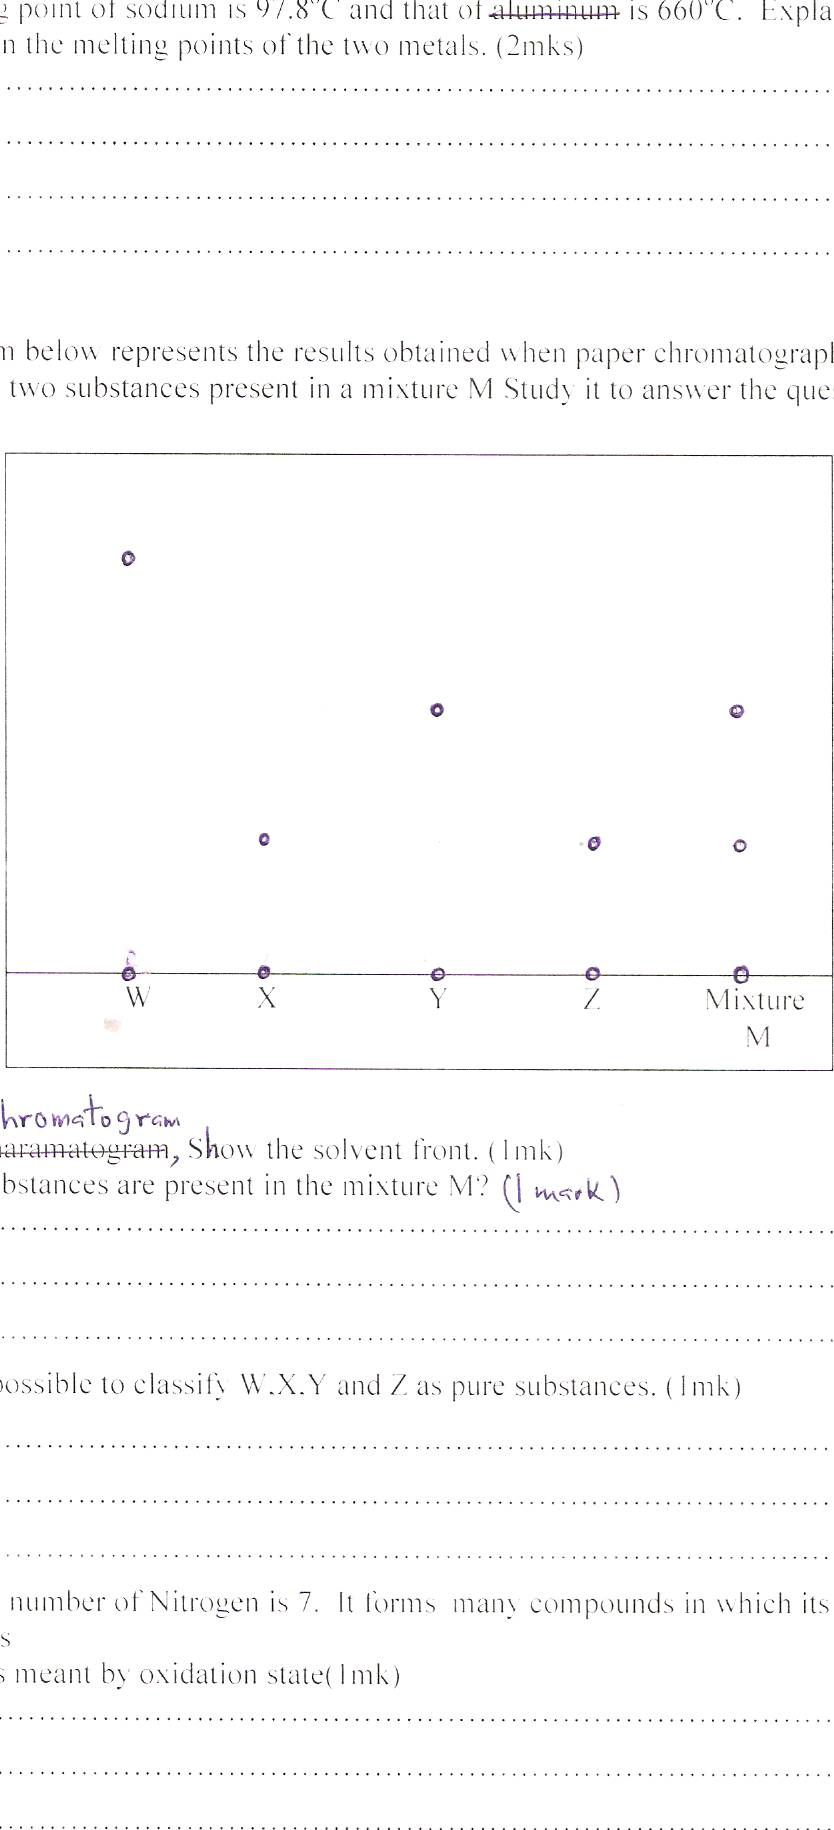 g point of sodium is 97.8°C and that of aluminum is 660°C. Expla
n the melting points of the two metals. (2mks)
m below represents the results obtained when paper chromatograph
two substances present in a mixture M Study it to answer the que
W X Y Z Mixture
M
hromatogram
haramatogram, Show the solvent front. (1mk)
bstances are present in the mixture M? (1 mark)
possible to classify W.X.Y and Z as pure substances. (1mk)
number of Nitrogen is 7. It forms many compounds in which its
s
s meant by oxidation state(1mk)